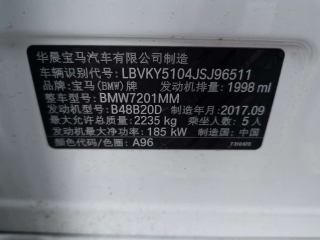 华晨宝马汽车有限公司制造
车辆识别代号 LBVKY5104JSJ96511
品牌: 宝马(BMW)牌 发动机排量: 1998 ml
整车型号: BMW7201MM
发动机型号: B48B20D 制造年月: 2017.09
最大允许总质量: 2235 kg 乘坐人数: 5 人
发动机最大净功率: 185 kW 制造国: 中国
颜色代码/色圈: A96